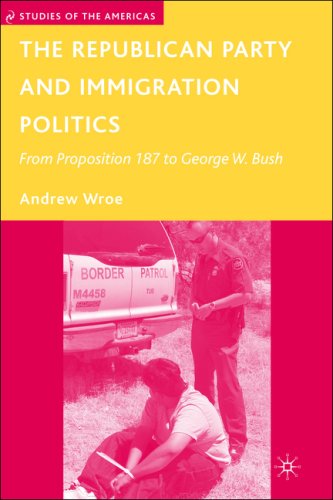 STUDIES OF THE AMERICAS
THE REPUBLICAN PARTY
AND IMMIGRATION
POLITICS
From Proposition 187 to George W. Bush
Andrew Wroe
BORDER PATROL
M4458